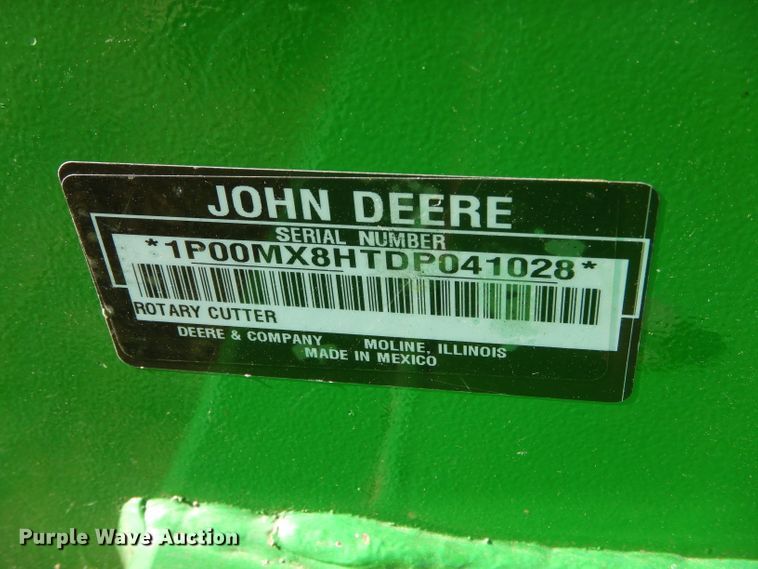 JOHN DEERE
SERIAL NUMBER
*1P00MX8HTDP041028*
ROTARY CUTTER
DEERE & COMPANY MOLINE, ILLINOIS
MADE IN MEXICO
Purple Wave Auction